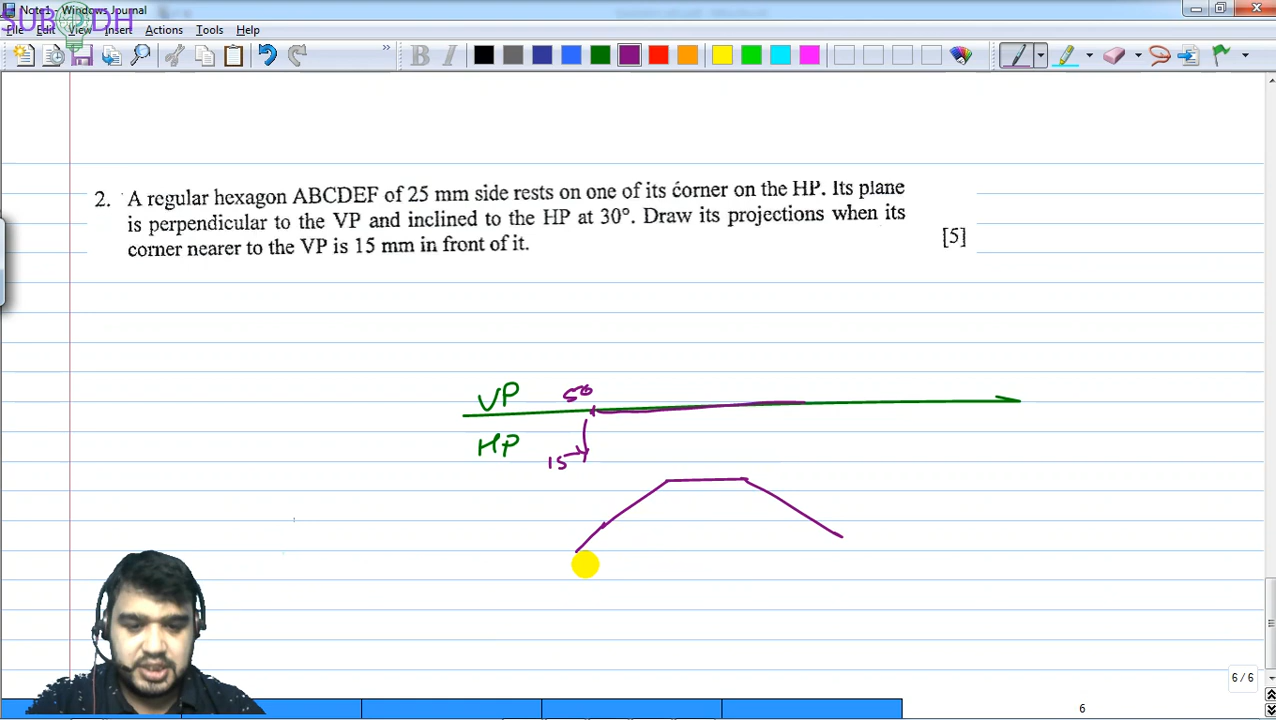 Note1 - Windows Journal
SUBODH
File Edit View Insert Actions Tools Help
2. A regular hexagon ABCDEF of 25 mm side rests on one of its corner on the HP. Its plane
is perpendicular to the VP and inclined to the HP at 30°. Draw its projections when its
corner nearer to the VP is 15 mm in front of it.
[5]
VP 50
HP
15
6/6
6